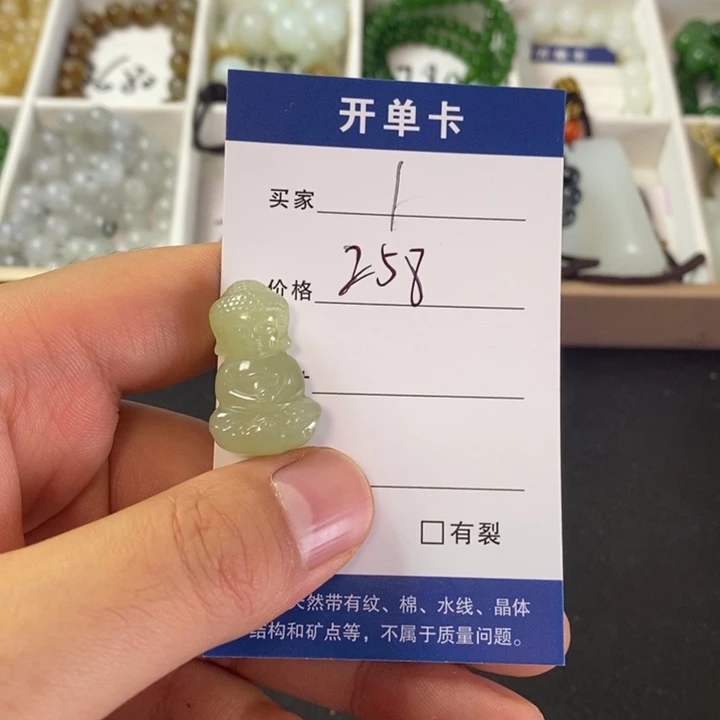 开单卡
买家 1
价格 258
□有裂
天然带有纹、棉、水线、晶体
结构和矿点等，不属于质量问题。